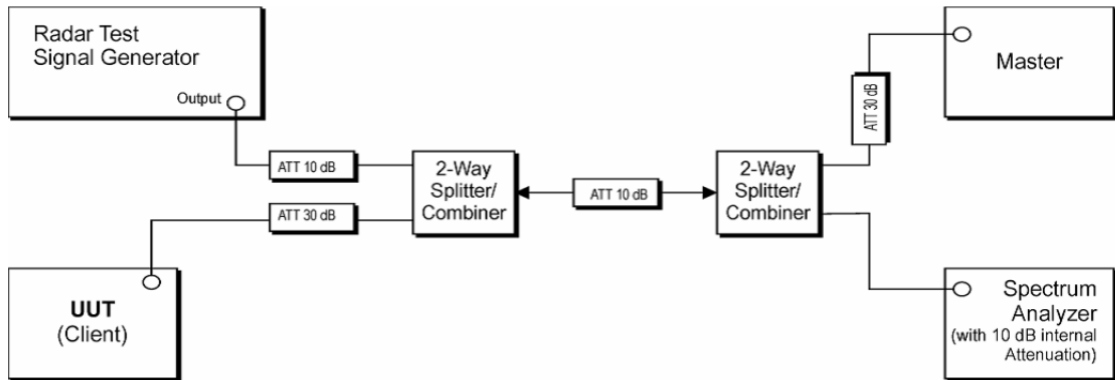 Radar Test
Signal Generator
Output
ATT 10 dB
ATT 30 dB
UUT
(Client)
2-Way
Splitter/
Combiner
ATT 10 dB
2-Way
Splitter/
Combiner
ATT 30 dB
Master
Spectrum
Analyzer
(with 10 dB internal
Attenuation)